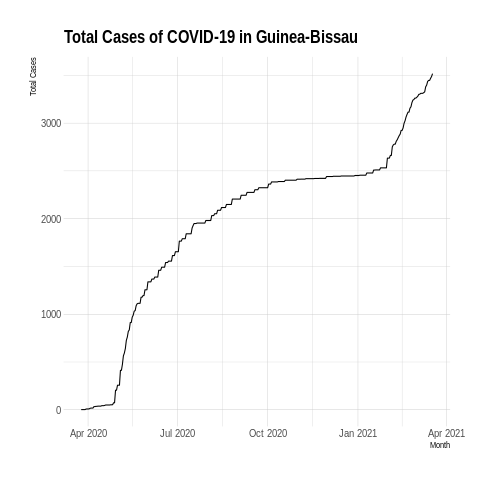 Total Cases of COVID-19 in Guinea-Bissau
Total Cases
3000
2000
1000
0
Apr 2020 Jul 2020 Oct 2020 Jan 2021 Apr 2021
Month